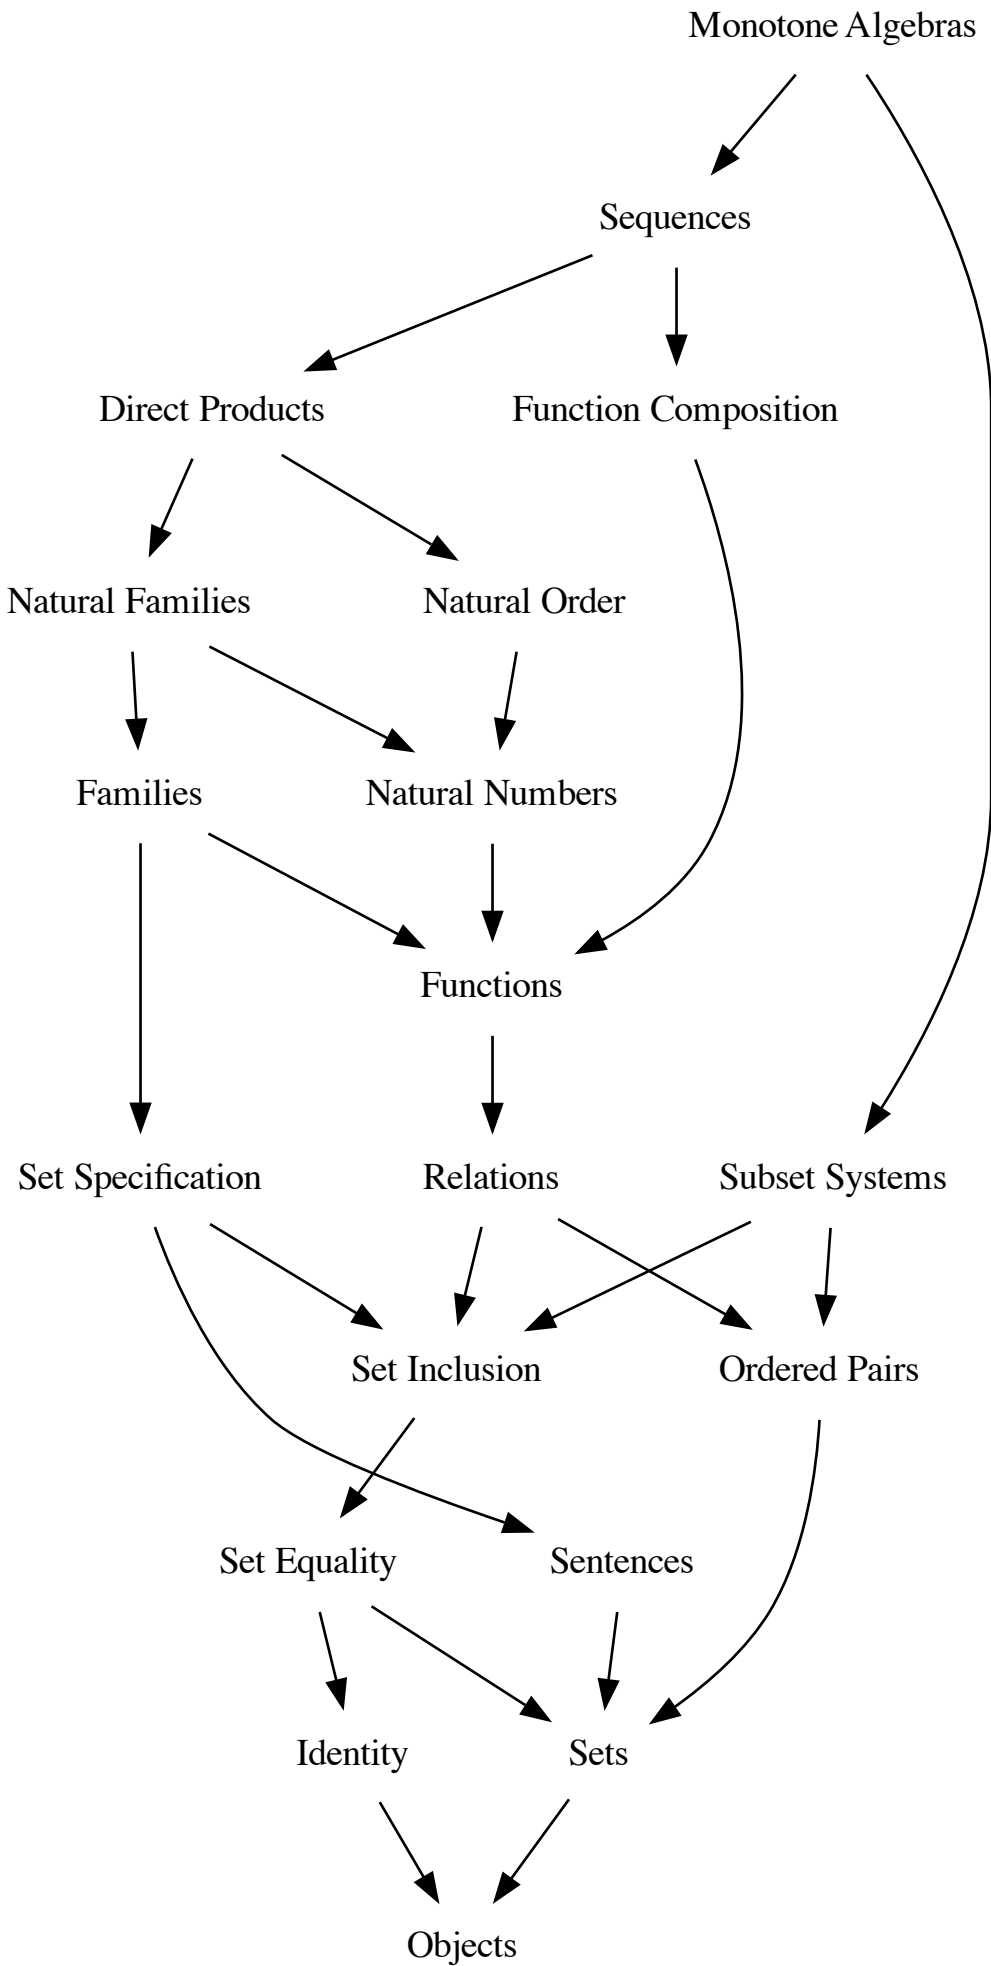 Monotone Algebras
Sequences
Direct Products
Function Composition
Natural Families
Natural Order
Families
Natural Numbers
Functions
Set Specification
Relations
Subset Systems
Set Inclusion
Ordered Pairs
Set Equality
Sentences
Identity
Sets
Objects